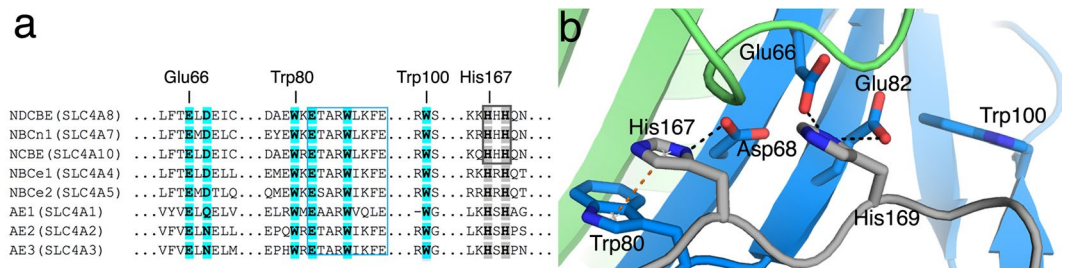 a
Glu66 Trp80 Trp100 His167
NDCBE(SLC4A8) ...LFTELDEIC...DAEWKETARWLKFE...RWS...KKHHHQN...
NBCn1(SLC4A7) ...LFTEMDELC...EAEWKETARWLKFE...RWS...KKHHHQN...
NCBE(SLC4A10) ...LFTELDEIC...DAEWRETARWLKFE...RWS...KQHHHQN...
NBCe1(SLC4A4) ...LFTELDELL...EMEWKETARWIKFE...RWS...RKHRHQT...
NBCe2(SLC4A5) ...LFTEMDTLQ...QMEWKESARWIKFE...RWS...RRHRHQT...
AE1(SLC4A1) ...VYVELQELV...ELRWMEAARWVQLE...-WG...LKHSHAG...
AE2(SLC4A2) ...VFVELNELL...EPQWRETARWIKFE...RWG...LKHSHPS...
AE3(SLC4A3) ...VFVELNELM...EPHWRETARWIKFE...RWG...LKHSHPS...
b
Glu66
Glu82
His167
Asp68
Trp100
His169
Trp80